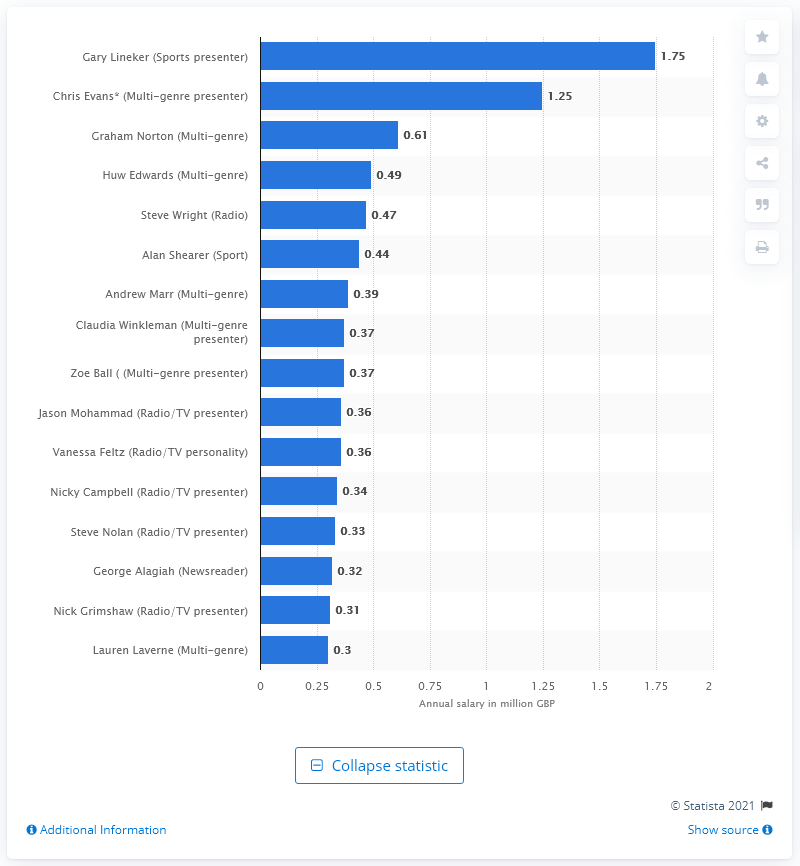 Gary Lineker (Sports presenter) 1.75
Chris Evans* (Multi-genre presenter) 1.25
Graham Norton (Multi-genre) 0.61
Huw Edwards (Multi-genre) 0.49
Steve Wright (Radio) 0.47
Alan Shearer (Sport) 0.44
Andrew Marr (Multi-genre) 0.39
Claudia Winkleman (Multi-genre
presenter) 0.37
Zoe Ball ( (Multi-genre presenter) 0.37
Jason Mohammad (Radio/TV presenter) 0.36
Vanessa Feltz (Radio/TV personality) 0.36
Nicky Campbell (Radio/TV presenter) 0.34
Steve Nolan (Radio/TV presenter) 0.33
George Alagiah (Newsreader) 0.32
Nick Grimshaw (Radio/TV presenter) 0.31
Lauren Laverne (Multi-genre) 0.3
0 0.25 0.5 0.75 1 1.25 1.5 1.75 2
Annual salary in million GBP
Collapse statistic
© Statista 2021
Additional Information Show source